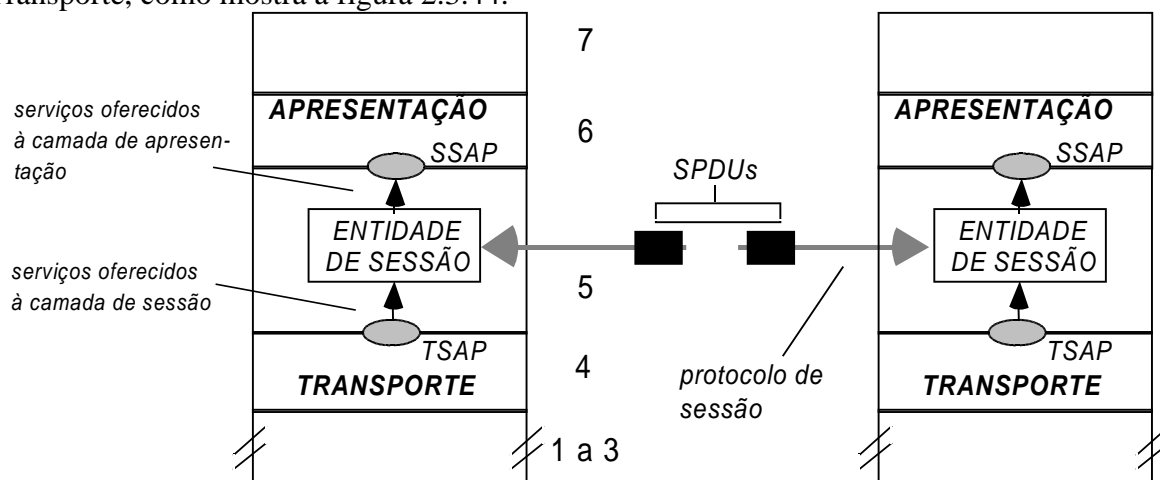 Transporte, como mostra a figura 2.3.44.
7
serviços oferecidos
à camada de apresen-
tação
APRESENTAÇÃO
SSAP
6
SPDUs
APRESENTAÇÃO
SSAP
ENTIDADE
DE SESSÃO
ENTIDADE
DE SESSÃO
serviços oferecidos
à camada de sessão
5
TSAP
TRANSPORTE
4
protocolo de
sessão
TSAP
TRANSPORTE
1 a 3